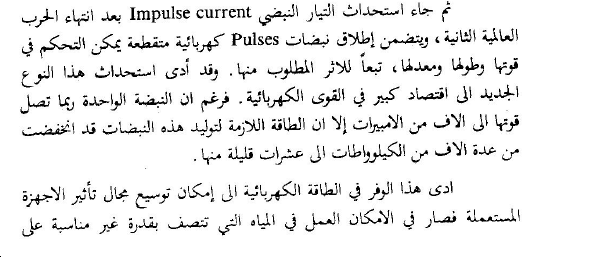 ثم جاء استحداث التيار النبضي Impulse current بعد انتهاء الحرب
العالمية الثانية ، ويتضمن إطلاق نبضات Pulses كهربائية متقطعة يمكن التحكم في
قوتها وطولها ومعدلها، تبعاً للاثر المطلوب منها. وقد أدى استحداث هذا النوع
الجديد الى اقتصاد كبير في القوى الكهربائية. فرغم ان النبضة الواحدة ربما تصل
قوتها الى الاف من الامبيرات إلا ان الطاقة اللازمة لتوليد هذه النبضات قد انخفضت
من عدة الاف من الكيلوواطات الى عشرات قليلة منها.
ادى هذا الوفر في الطاقة الكهربائية الى إمكان توسيع مجال تأثير الاجهزة
المستعملة فصار في الامكان العمل في المياه التي تتصف بقدرة غير مناسبة على